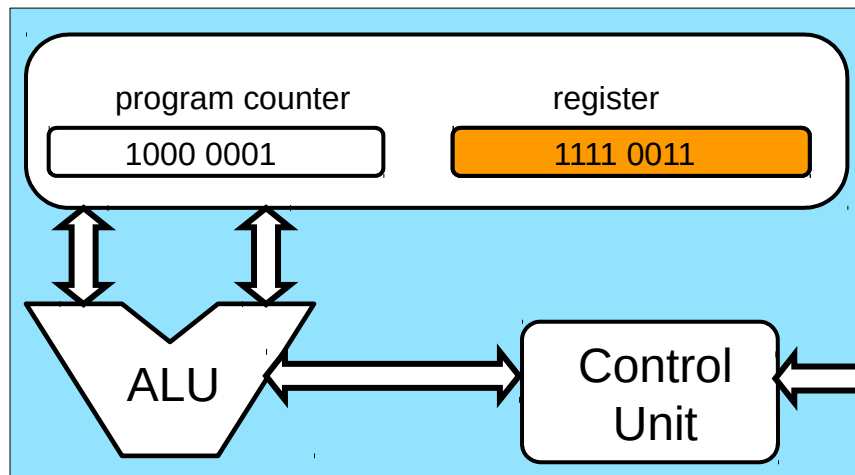 program counter
register
1000 0001
1111 0011
ALU
Control
Unit